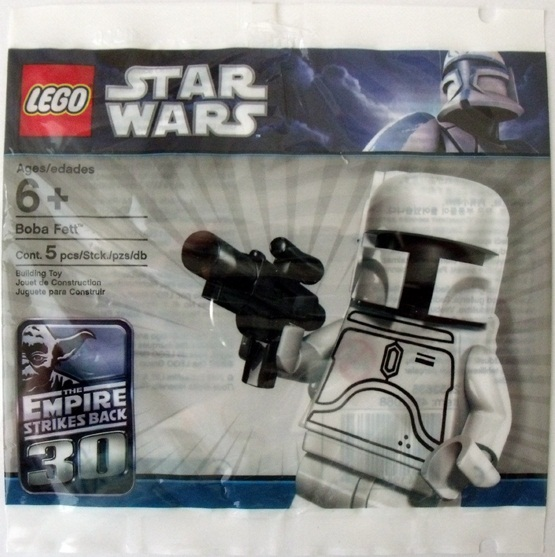 LEGO
STAR
WARS
Ages/edades
6+
Boba Fett™
Cont. 5 pcs/Stck./pzs/db
Building Toy
Jouet de Construction
Juguete para Construir
THE
EMPIRE
STRIKES BACK
30